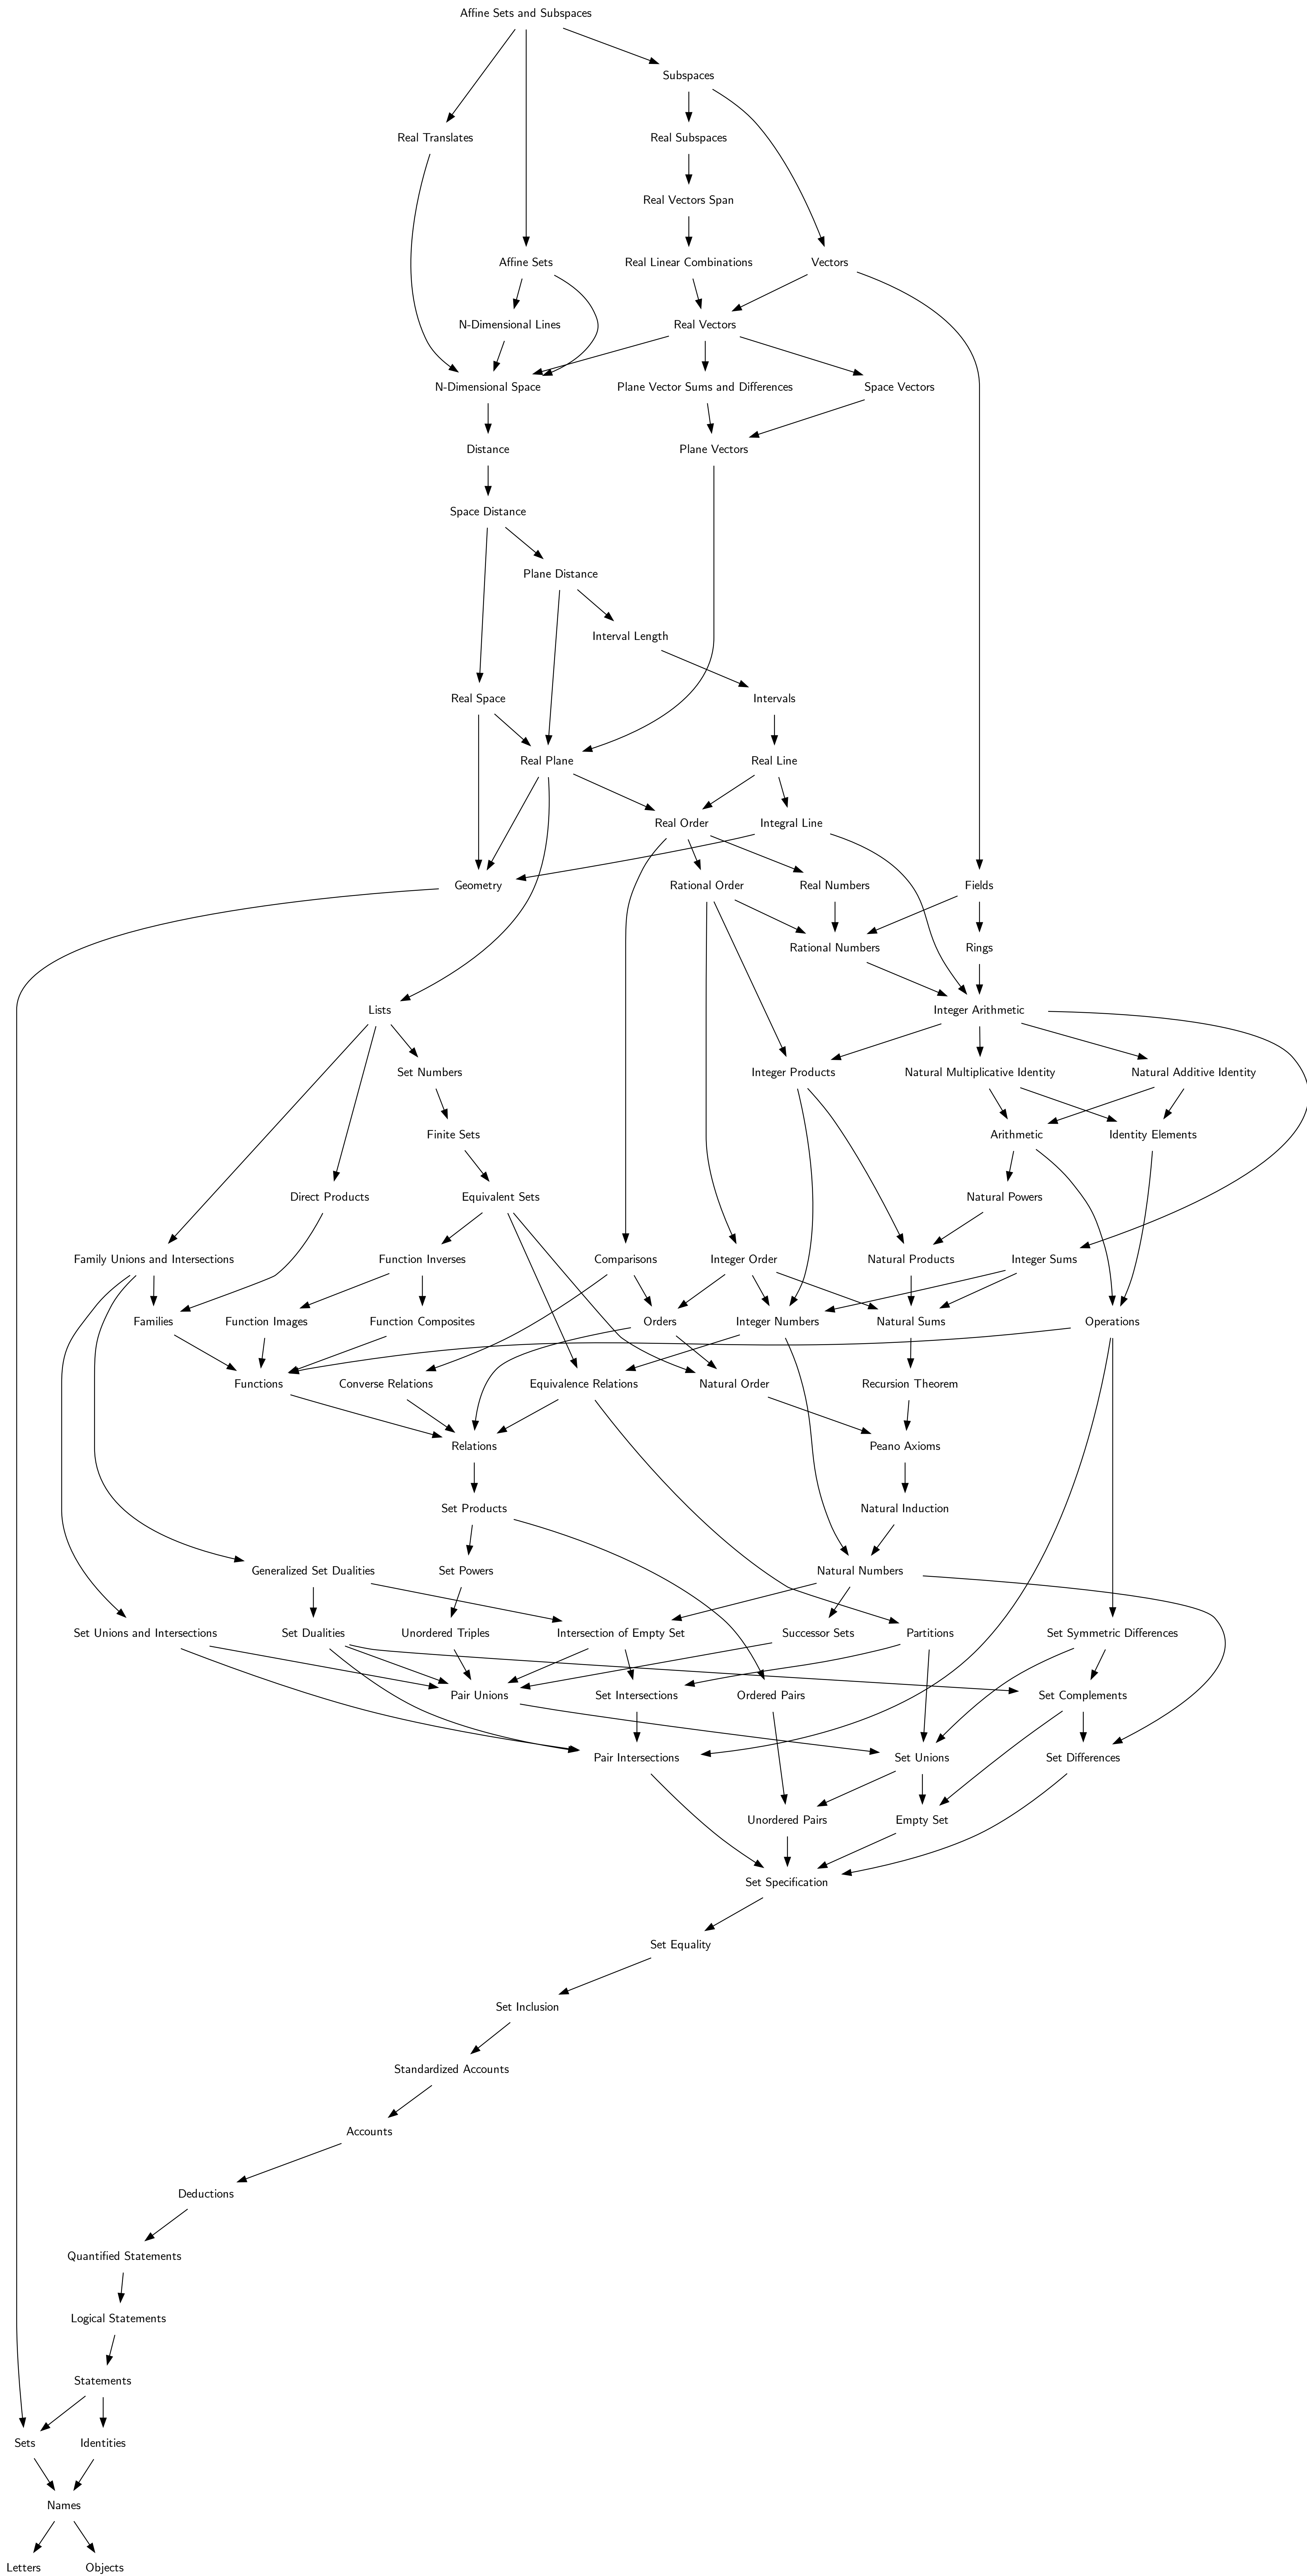 Affine Sets and Subspaces
Subspaces
Real Translates
Real Subspaces
Real Vectors Span
Affine Sets
Real Linear Combinations
Vectors
N-Dimensional Lines
Real Vectors
N-Dimensional Space
Plane Vector Sums and Differences
Space Vectors
Distance
Plane Vectors
Space Distance
Plane Distance
Interval Length
Real Space
Intervals
Real Plane
Real Line
Real Order
Integral Line
Geometry
Rational Order
Real Numbers
Fields
Rational Numbers
Rings
Lists
Integer Arithmetic
Set Numbers
Integer Products
Natural Multiplicative Identity
Natural Additive Identity
Finite Sets
Arithmetic
Identity Elements
Direct Products
Equivalent Sets
Natural Powers
Family Unions and Intersections
Function Inverses
Comparisons
Integer Order
Natural Products
Integer Sums
Families
Function Images
Function Composites
Orders
Integer Numbers
Natural Sums
Operations
Functions
Converse Relations
Equivalence Relations
Natural Order
Recursion Theorem
Relations
Peano Axioms
Set Products
Natural Induction
Generalized Set Dualities
Set Powers
Natural Numbers
Set Unions and Intersections
Set Dualities
Unordered Triples
Intersection of Empty Set
Successor Sets
Partitions
Set Symmetric Differences
Pair Unions
Set Intersections
Ordered Pairs
Set Complements
Pair Intersections
Set Unions
Set Differences
Unordered Pairs
Empty Set
Set Specification
Set Equality
Set Inclusion
Standardized Accounts
Accounts
Deductions
Quantified Statements
Logical Statements
Statements
Sets
Identities
Names
Letters
Objects